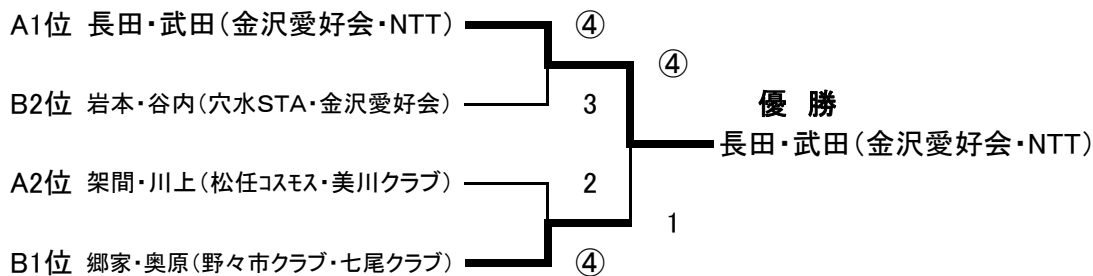 A1位 長田・武田(金沢愛好会・NTT) ④
④
B2位 岩本・谷内(穴水STA・金沢愛好会) 3
優 勝
長田・武田(金沢愛好会・NTT)
A2位 架間・川上(松任ｺｽﾓｽ・美川クラブ) 2
1
B1位 郷家・奥原(野々市クラブ・七尾クラブ) ④